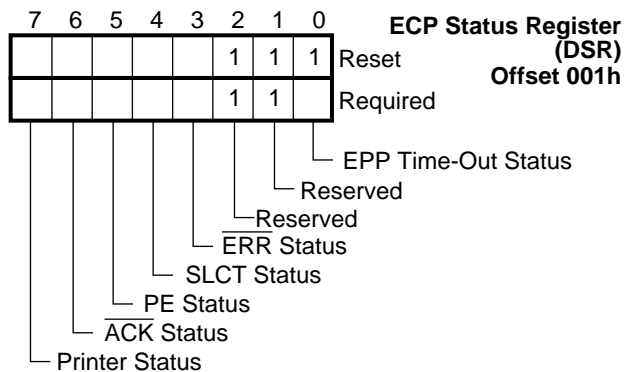 7 6 5 4 3 2 1 0
ECP Status Register
(DSR)
Offset 001h
1 1 1 Reset
1 1 Required
EPP Time-Out Status
Reserved
Reserved
ERR Status
SLCT Status
PE Status
ACK Status
Printer Status